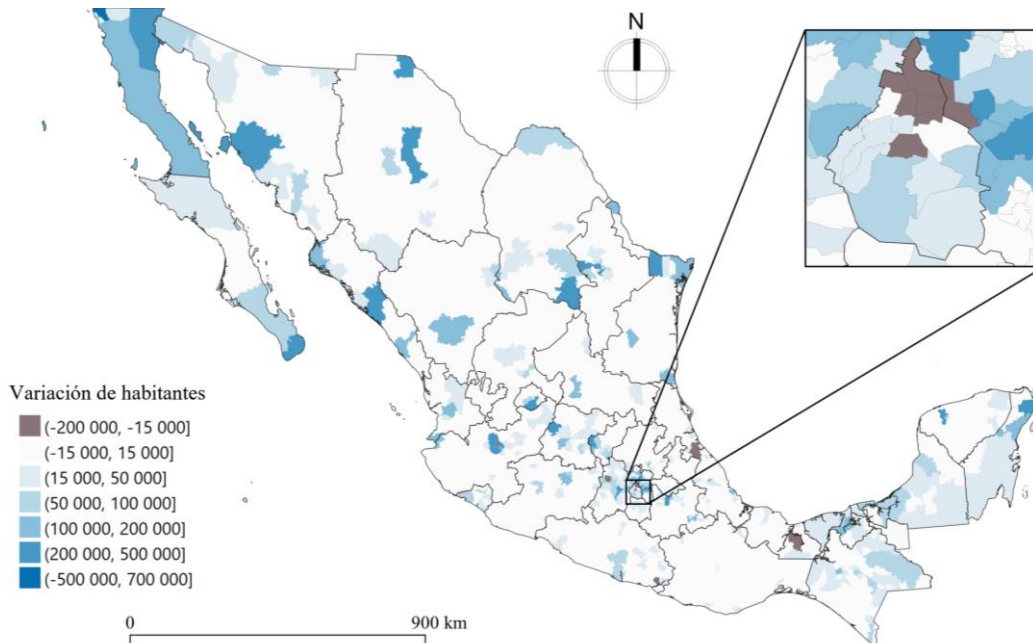 N
Variación de habitantes
(-200 000, -15 000]
(-15 000, 15 000]
(15 000, 50 000]
(50 000, 100 000]
(100 000, 200 000]
(200 000, 500 000]
(-500 000, 700 000]
0 900 km